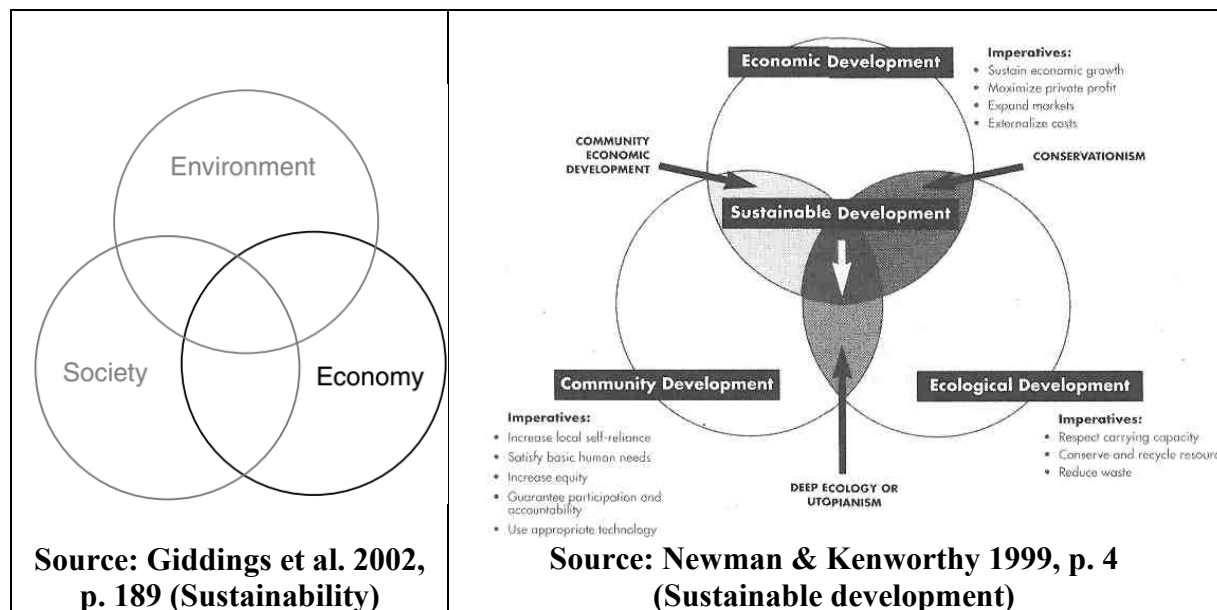 Environment
Society
Economy
Source: Giddings et al. 2002,
p. 189 (Sustainability)
Economic Development
Imperatives:
• Sustain economic growth
• Maximize private profit
• Expand markets
• Externalize costs
COMMUNITY
ECONOMIC
DEVELOPMENT
CONSERVATIONISM
Sustainable Development
Community Development
Imperatives:
• Increase local self-reliance
• Satisfy basic human needs
• Increase equity
• Guarantee participation and
accountability
• Use appropriate technology
Ecological Development
Imperatives:
• Respect carrying capacity
• Conserve and recycle resourc
• Reduce waste
DEEP ECOLOGY OR
UTOPIANISM
Source: Newman & Kenworthy 1999, p. 4
(Sustainable development)